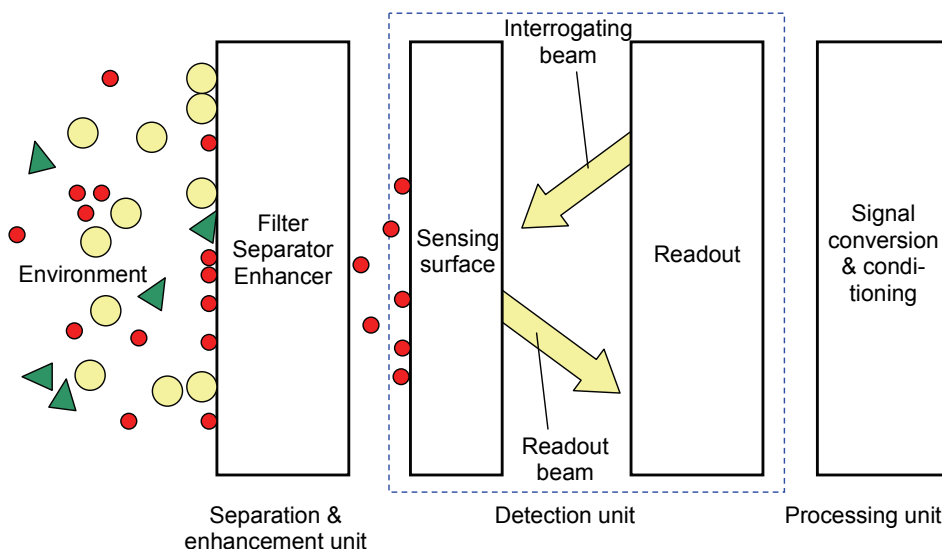 Interrogating
beam
Environment
Filter
Separator
Enhancer
Sensing
surface
Readout
Signal
conversion
& condi-
tioning
Readout
beam
Separation &
enhancement unit
Detection unit
Processing unit